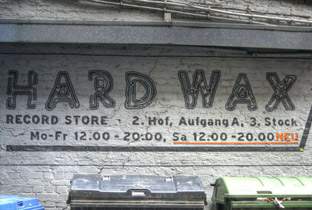 HARD WAX
RECORD STORE - 2. Hof, Aufgang A, 3. Stock
Mo-Fr 12.00 - 20:00, Sa 12:00 - 20.00 NEU